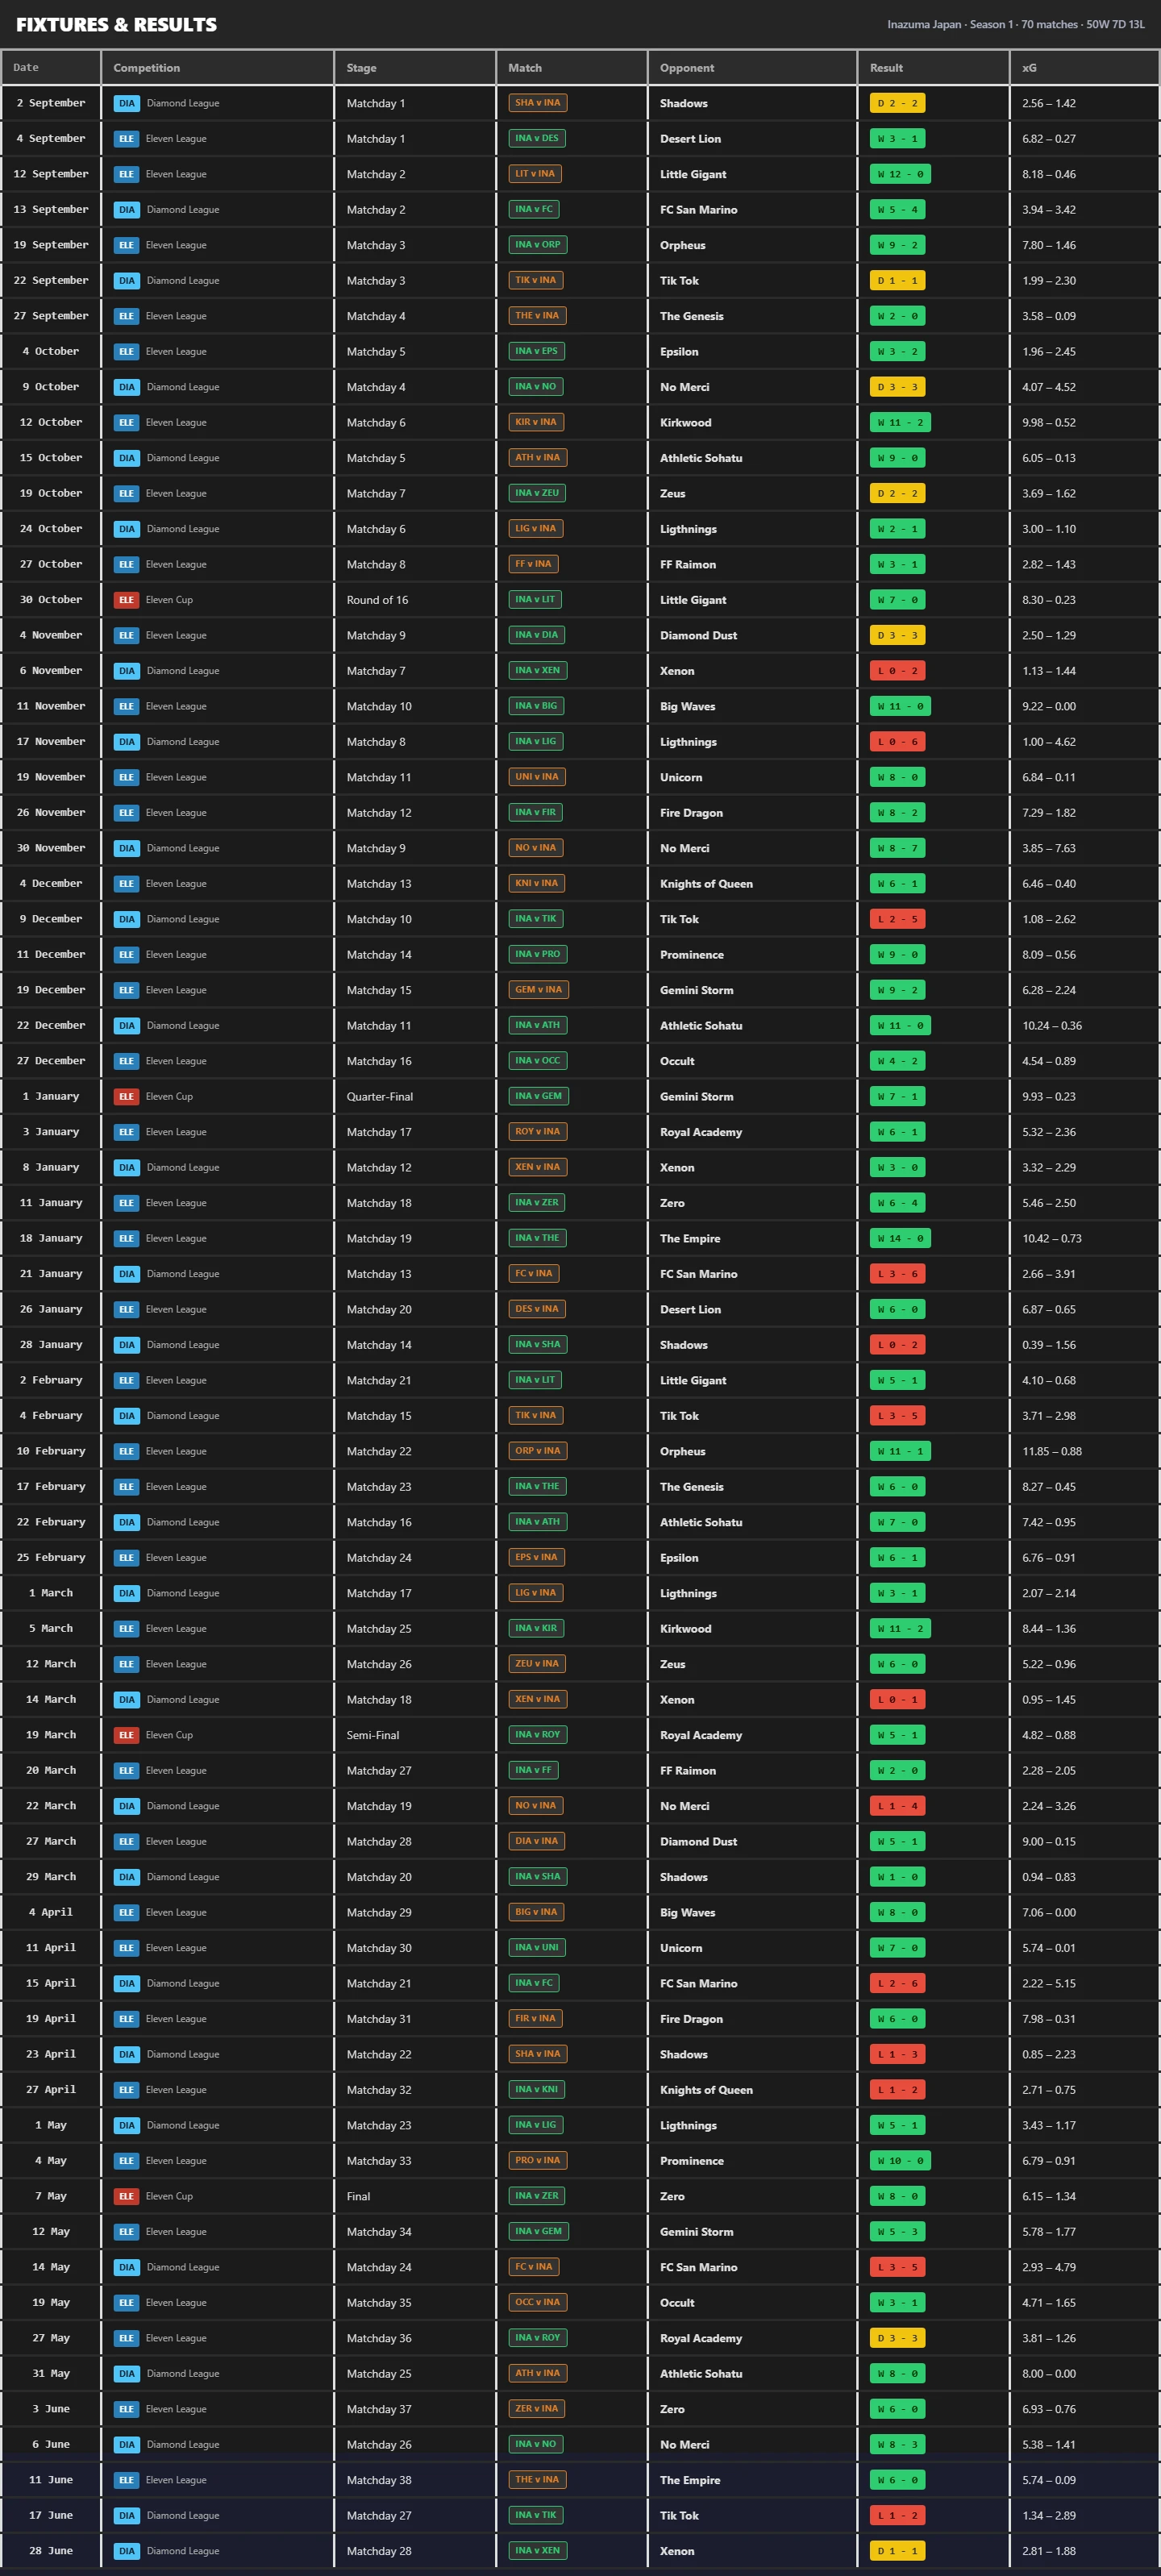 FIXTURES & RESULTS
Inazuma Japan · Season 1 · 70 matches · 50W 7D 13L
Date Competition Stage Match Opponent Result xG
2 September DIA Diamond League Matchday 1 SHA v INA Shadows D 2 - 2 2.56 – 1.42
4 September ELE Eleven League Matchday 1 INA v DES Desert Lion W 3 - 1 6.82 – 0.27
12 September ELE Eleven League Matchday 2 LIT v INA Little Gigant W 12 - 0 8.18 – 0.46
13 September DIA Diamond League Matchday 2 INA v FC FC San Marino W 5 - 4 3.94 – 3.42
19 September ELE Eleven League Matchday 3 INA v ORP Orpheus W 9 - 2 7.80 – 1.46
22 September DIA Diamond League Matchday 3 TIK v INA Tik Tok D 1 - 1 1.99 – 2.30
27 September ELE Eleven League Matchday 4 THE v INA The Genesis W 2 - 0 3.58 – 0.09
4 October ELE Eleven League Matchday 5 INA v EPS Epsilon W 3 - 2 1.96 – 2.45
9 October DIA Diamond League Matchday 4 INA v NO No Merci D 3 - 3 4.07 – 4.52
12 October ELE Eleven League Matchday 6 KIR v INA Kirkwood W 11 - 2 9.98 – 0.52
15 October DIA Diamond League Matchday 5 ATH v INA Athletic Sohatu W 9 - 0 6.05 – 0.13
19 October ELE Eleven League Matchday 7 INA v ZEU Zeus D 2 - 2 3.69 – 1.62
24 October DIA Diamond League Matchday 6 LIG v INA Ligthnings W 2 - 1 3.00 – 1.10
27 October ELE Eleven League Matchday 8 FF v INA FF Raimon W 3 - 1 2.82 – 1.43
30 October ELE Eleven Cup Round of 16 INA v LIT Little Gigant W 7 - 0 8.30 – 0.23
4 November ELE Eleven League Matchday 9 INA v DIA Diamond Dust D 3 - 3 2.50 – 1.29
6 November DIA Diamond League Matchday 7 INA v XEN Xenon L 0 - 2 1.13 – 1.44
11 November ELE Eleven League Matchday 10 INA v BIG Big Waves W 11 - 0 9.22 – 0.00
17 November DIA Diamond League Matchday 8 INA v LIG Ligthnings L 0 - 6 1.00 – 4.62
19 November ELE Eleven League Matchday 11 UNI v INA Unicorn W 8 - 0 6.84 – 0.11
26 November ELE Eleven League Matchday 12 INA v FIR Fire Dragon W 8 - 2 7.29 – 1.82
30 November DIA Diamond League Matchday 9 NO v INA No Merci W 8 - 7 3.85 – 7.63
4 December ELE Eleven League Matchday 13 KNI v INA Knights of Queen W 6 - 1 6.46 – 0.40
9 December DIA Diamond League Matchday 10 INA v TIK Tik Tok L 2 - 5 1.08 – 2.62
11 December ELE Eleven League Matchday 14 INA v PRO Prominence W 9 - 0 8.09 – 0.56
19 December ELE Eleven League Matchday 15 GEM v INA Gemini Storm W 9 - 2 6.28 – 2.24
22 December DIA Diamond League Matchday 11 INA v ATH Athletic Sohatu W 11 - 0 10.24 – 0.36
27 December ELE Eleven League Matchday 16 INA v OCC Occult W 4 - 2 4.54 – 0.89
1 January ELE Eleven Cup Quarter-Final INA v GEM Gemini Storm W 7 - 1 9.93 – 0.23
3 January ELE Eleven League Matchday 17 ROY v INA Royal Academy W 6 - 1 5.32 – 2.36
8 January DIA Diamond League Matchday 12 XEN v INA Xenon W 3 - 0 3.32 – 2.29
11 January ELE Eleven League Matchday 18 INA v ZER Zero W 6 - 4 5.46 – 2.50
18 January ELE Eleven League Matchday 19 INA v THE The Empire W 14 - 0 10.42 – 0.73
21 January DIA Diamond League Matchday 13 FC v INA FC San Marino L 3 - 6 2.66 – 3.91
26 January ELE Eleven League Matchday 20 DES v INA Desert Lion W 6 - 0 6.87 – 0.65
28 January DIA Diamond League Matchday 14 INA v SHA Shadows L 0 - 2 0.39 – 1.56
2 February ELE Eleven League Matchday 21 INA v LIT Little Gigant W 5 - 1 4.10 – 0.68
4 February DIA Diamond League Matchday 15 TIK v INA Tik Tok L 3 - 5 3.71 – 2.98
10 February ELE Eleven League Matchday 22 ORP v INA Orpheus W 11 - 1 11.85 – 0.88
17 February ELE Eleven League Matchday 23 INA v THE The Genesis W 6 - 0 8.27 – 0.45
22 February DIA Diamond League Matchday 16 INA v ATH Athletic Sohatu W 7 - 0 7.42 – 0.95
25 February ELE Eleven League Matchday 24 EPS v INA Epsilon W 6 - 1 6.76 – 0.91
1 March DIA Diamond League Matchday 17 LIG v INA Ligthnings W 3 - 1 2.07 – 2.14
5 March ELE Eleven League Matchday 25 INA v KIR Kirkwood W 11 - 2 8.44 – 1.36
12 March ELE Eleven League Matchday 26 ZEU v INA Zeus W 6 - 0 5.22 – 0.96
14 March DIA Diamond League Matchday 18 XEN v INA Xenon L 0 - 1 0.95 – 1.45
19 March ELE Eleven Cup Semi-Final INA v ROY Royal Academy W 5 - 1 4.82 – 0.88
20 March ELE Eleven League Matchday 27 INA v FF FF Raimon W 2 - 0 2.28 – 2.05
22 March DIA Diamond League Matchday 19 NO v INA No Merci L 1 - 4 2.24 – 3.26
27 March ELE Eleven League Matchday 28 DIA v INA Diamond Dust W 5 - 1 9.00 – 0.15
29 March DIA Diamond League Matchday 20 INA v SHA Shadows W 1 - 0 0.94 – 0.83
4 April ELE Eleven League Matchday 29 BIG v INA Big Waves W 8 - 0 7.06 – 0.00
11 April ELE Eleven League Matchday 30 INA v UNI Unicorn W 7 - 0 5.74 – 0.01
15 April DIA Diamond League Matchday 21 INA v FC FC San Marino L 2 - 6 2.22 – 5.15
19 April ELE Eleven League Matchday 31 FIR v INA Fire Dragon W 6 - 0 7.98 – 0.31
23 April DIA Diamond League Matchday 22 SHA v INA Shadows L 1 - 3 0.85 – 2.23
27 April ELE Eleven League Matchday 32 INA v KNI Knights of Queen L 1 - 2 2.71 – 0.75
1 May DIA Diamond League Matchday 23 INA v LIG Ligthnings W 5 - 1 3.43 – 1.17
4 May ELE Eleven League Matchday 33 PRO v INA Prominence W 10 - 0 6.79 – 0.91
7 May ELE Eleven Cup Final INA v ZER Zero W 8 - 0 6.15 – 1.34
12 May ELE Eleven League Matchday 34 INA v GEM Gemini Storm W 5 - 3 5.78 – 1.77
14 May DIA Diamond League Matchday 24 FC v INA FC San Marino L 3 - 5 2.93 – 4.79
19 May ELE Eleven League Matchday 35 OCC v INA Occult W 3 - 1 4.71 – 1.65
27 May ELE Eleven League Matchday 36 INA v ROY Royal Academy D 3 - 3 3.81 – 1.26
31 May DIA Diamond League Matchday 25 ATH v INA Athletic Sohatu W 8 - 0 8.00 – 0.00
3 June ELE Eleven League Matchday 37 ZER v INA Zero W 6 - 0 6.93 – 0.76
6 June DIA Diamond League Matchday 26 INA v NO No Merci W 8 - 3 5.38 – 1.41
11 June ELE Eleven League Matchday 38 THE v INA The Empire W 6 - 0 5.74 – 0.09
17 June DIA Diamond League Matchday 27 INA v TIK Tik Tok L 1 - 2 1.34 – 2.89
28 June DIA Diamond League Matchday 28 INA v XEN Xenon D 1 - 1 2.81 – 1.88